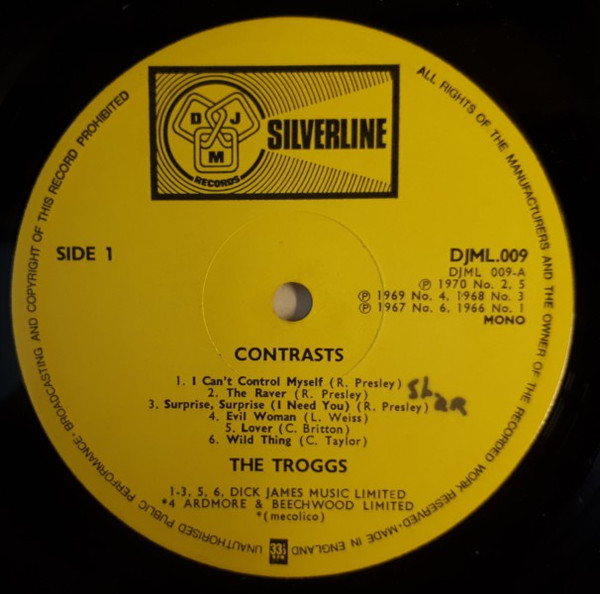 D J M
RECORDS
SILVERLINE
SIDE 1
DJML.009
DJML 009-A
Ⓟ 1970 No. 2, 5
Ⓟ 1969 No. 4, 1968 No. 3
Ⓟ 1967 No. 6, 1966 No. 1
MONO
CONTRASTS
1. I Can't Control Myself (R. Presley)
2. The Raver (R. Presley)
3. Surprise, Surprise (I Need You) (R. Presley)
4. Evil Woman (L. Weiss)
5. Lover (C. Britton)
6. Wild Thing (C. Taylor)
THE TROGGS
1-3, 5, 6, DICK JAMES MUSIC LIMITED
*4 ARDMORE & BEECHWOOD LIMITED
*(mecolico)
33⅓
ALL RIGHTS OF THE MANUFACTURERS AND THE OWNER OF THE RECORDED WORK RESERVED-MADE IN ENGLAND
UNAUTHORISED PUBLIC PERFORMANCE: BROADCASTING AND COPYRIGHT OF THIS RECORD PROHIBITED